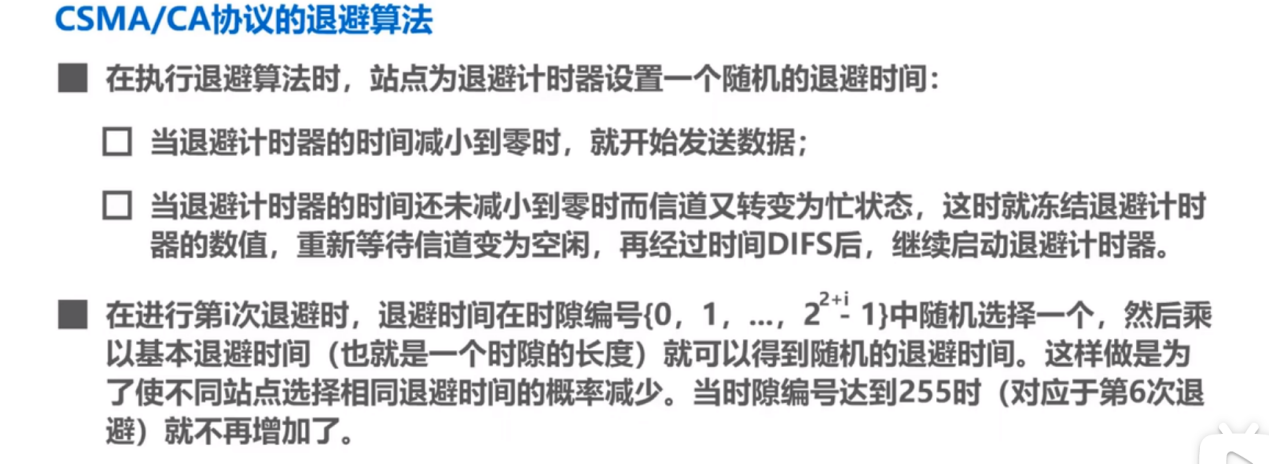 CSMA/CA协议的退避算法
在执行退避算法时，站点为退避计时器设置一个随机的退避时间：
当退避计时器的时间减小到零时，就开始发送数据；
当退避计时器的时间还未减小到零时而信道又转变为忙状态，这时就冻结退避计时
器的数值，重新等待信道变为空闲，再经过时间DIFS后，继续启动退避计时器。
在进行第i次退避时，退避时间在时隙编号{0，1，...，2^{2+i} - 1}中随机选择一个，然后乘
以基本退避时间（也就是一个时隙的长度）就可以得到随机的退避时间。这样做是为
了使不同站点选择相同退避时间的概率减少。当时隙编号达到255时（对应于第6次退
避）就不再增加了。